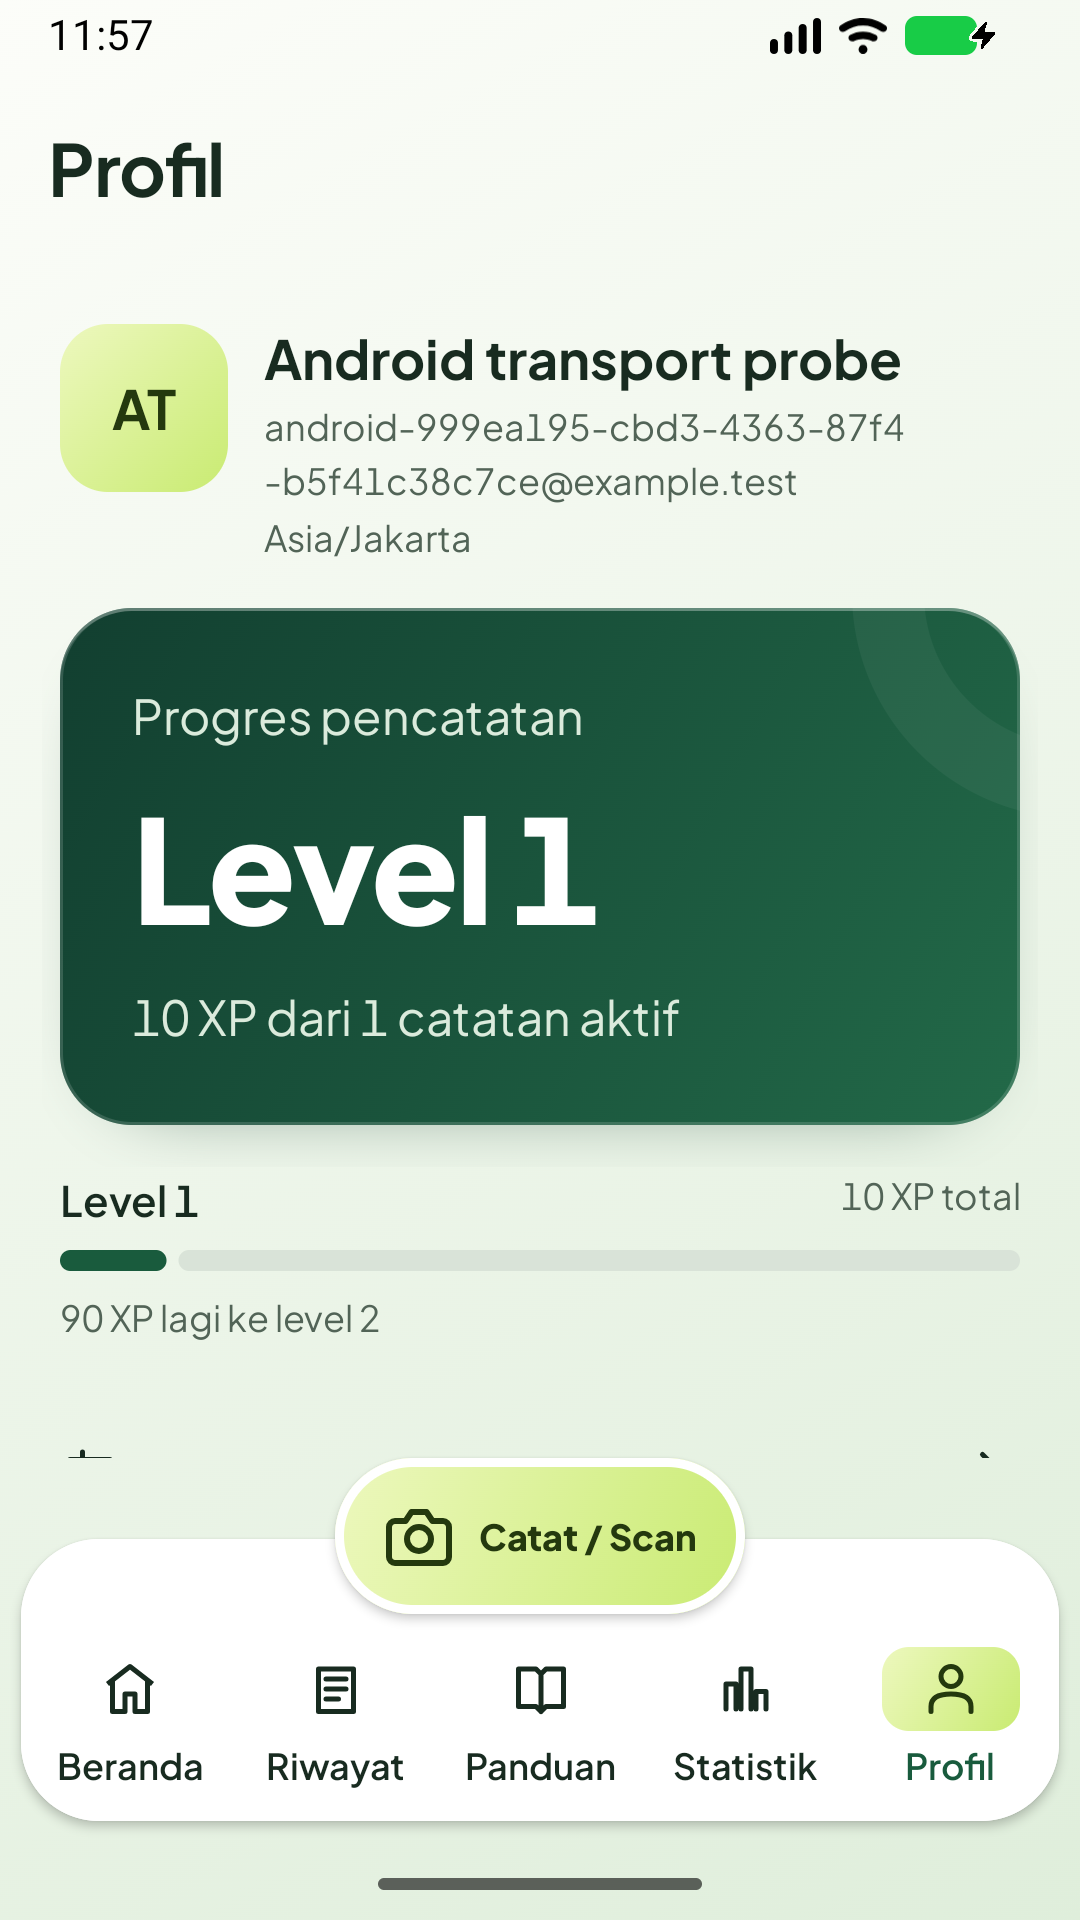 11:57
Profil
AT
Android transport probe
android-999ea195-cbd3-4363-87f4
-b5f41c38c7ce@example.test
Asia/Jakarta
Progres pencatatan
Level 1
10 XP dari 1 catatan aktif
Level 1
10 XP total
90 XP lagi ke level 2
Catat / Scan
Beranda
Riwayat
Panduan
Statistik
Profil